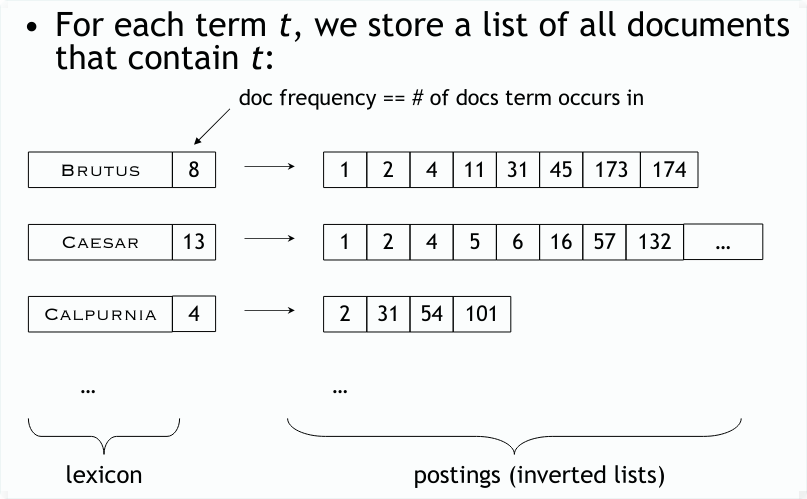 • For each term t, we store a list of all documents
that contain t:
doc frequency == # of docs term occurs in
BRUTUS 8 1 2 4 11 31 45 173 174
CAESAR 13 1 2 4 5 6 16 57 132 ...
CALPURNIA 4 2 31 54 101
... ...
lexicon postings (inverted lists)